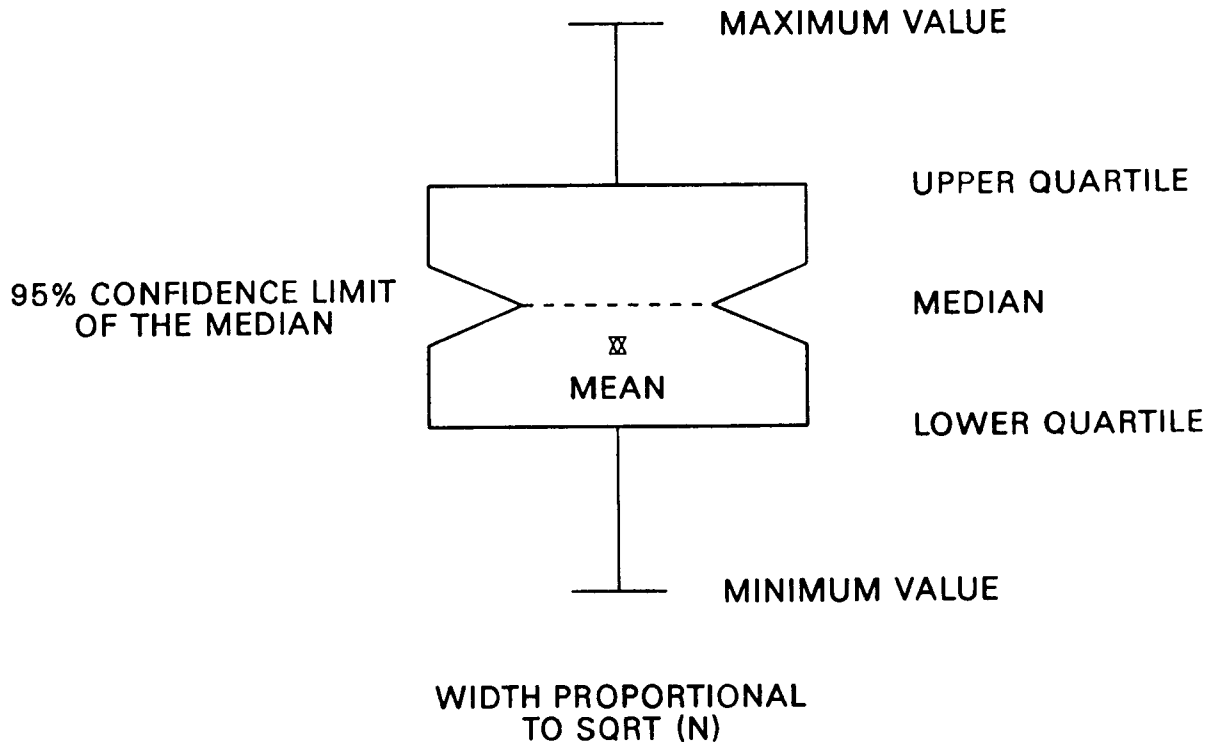 MAXIMUM VALUE
UPPER QUARTILE
95% CONFIDENCE LIMIT
OF THE MEDIAN
MEDIAN
MEAN
LOWER QUARTILE
MINIMUM VALUE
WIDTH PROPORTIONAL
TO SQRT (N)